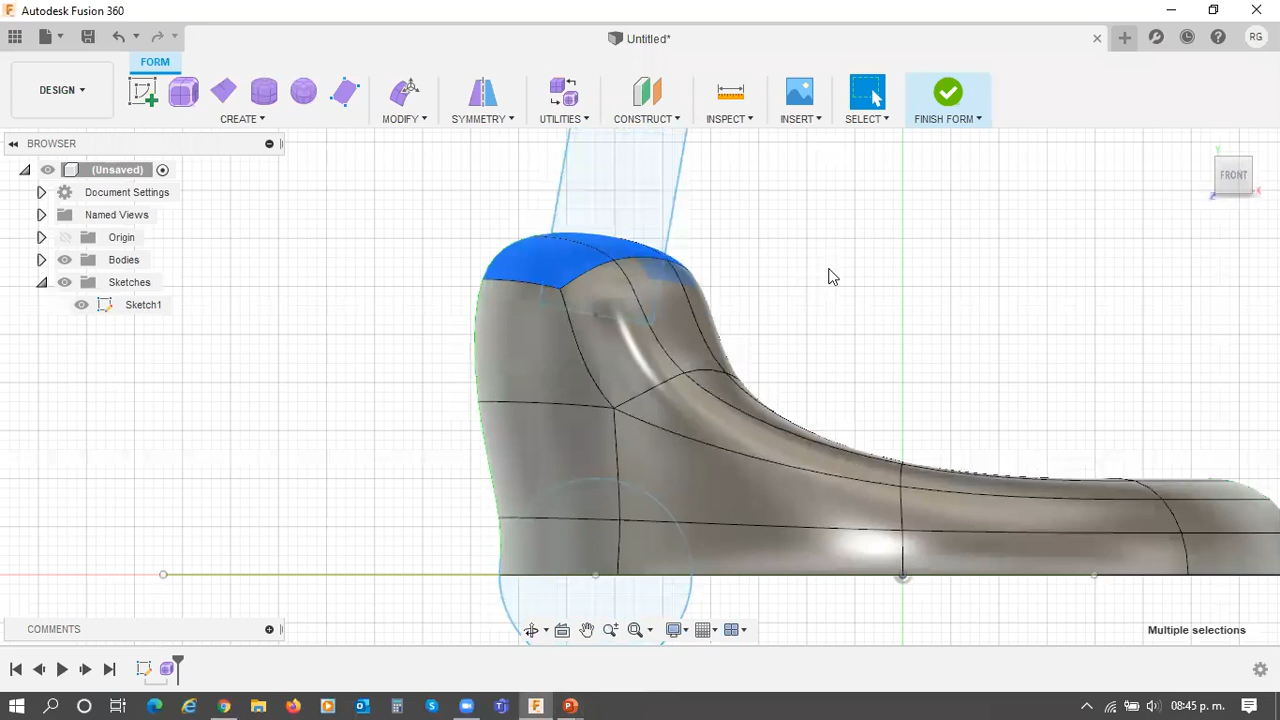 Autodesk Fusion 360
Untitled*
RG
FORM
DESIGN
CREATE
MODIFY
SYMMETRY
UTILITIES
CONSTRUCT
INSPECT
INSERT
SELECT
FINISH FORM
BROWSER
(Unsaved)
Document Settings
Named Views
Origin
Bodies
Sketches
Sketch1
FRONT
Y
X
Z
COMMENTS
Multiple selections
08:45 p. m.